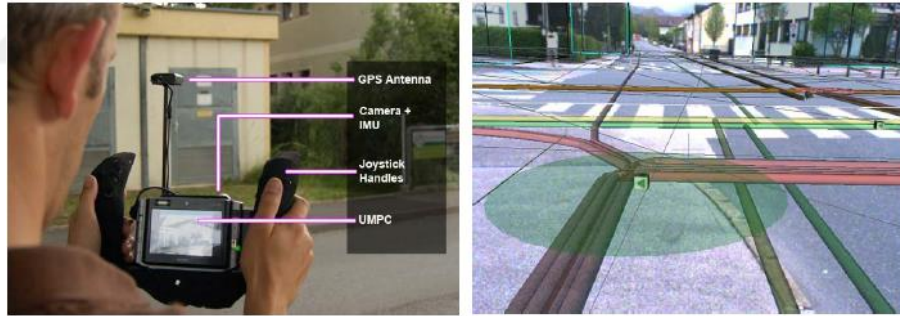 GPS Antenna
Camera +
IMU
Joystick
Handles
UMPC